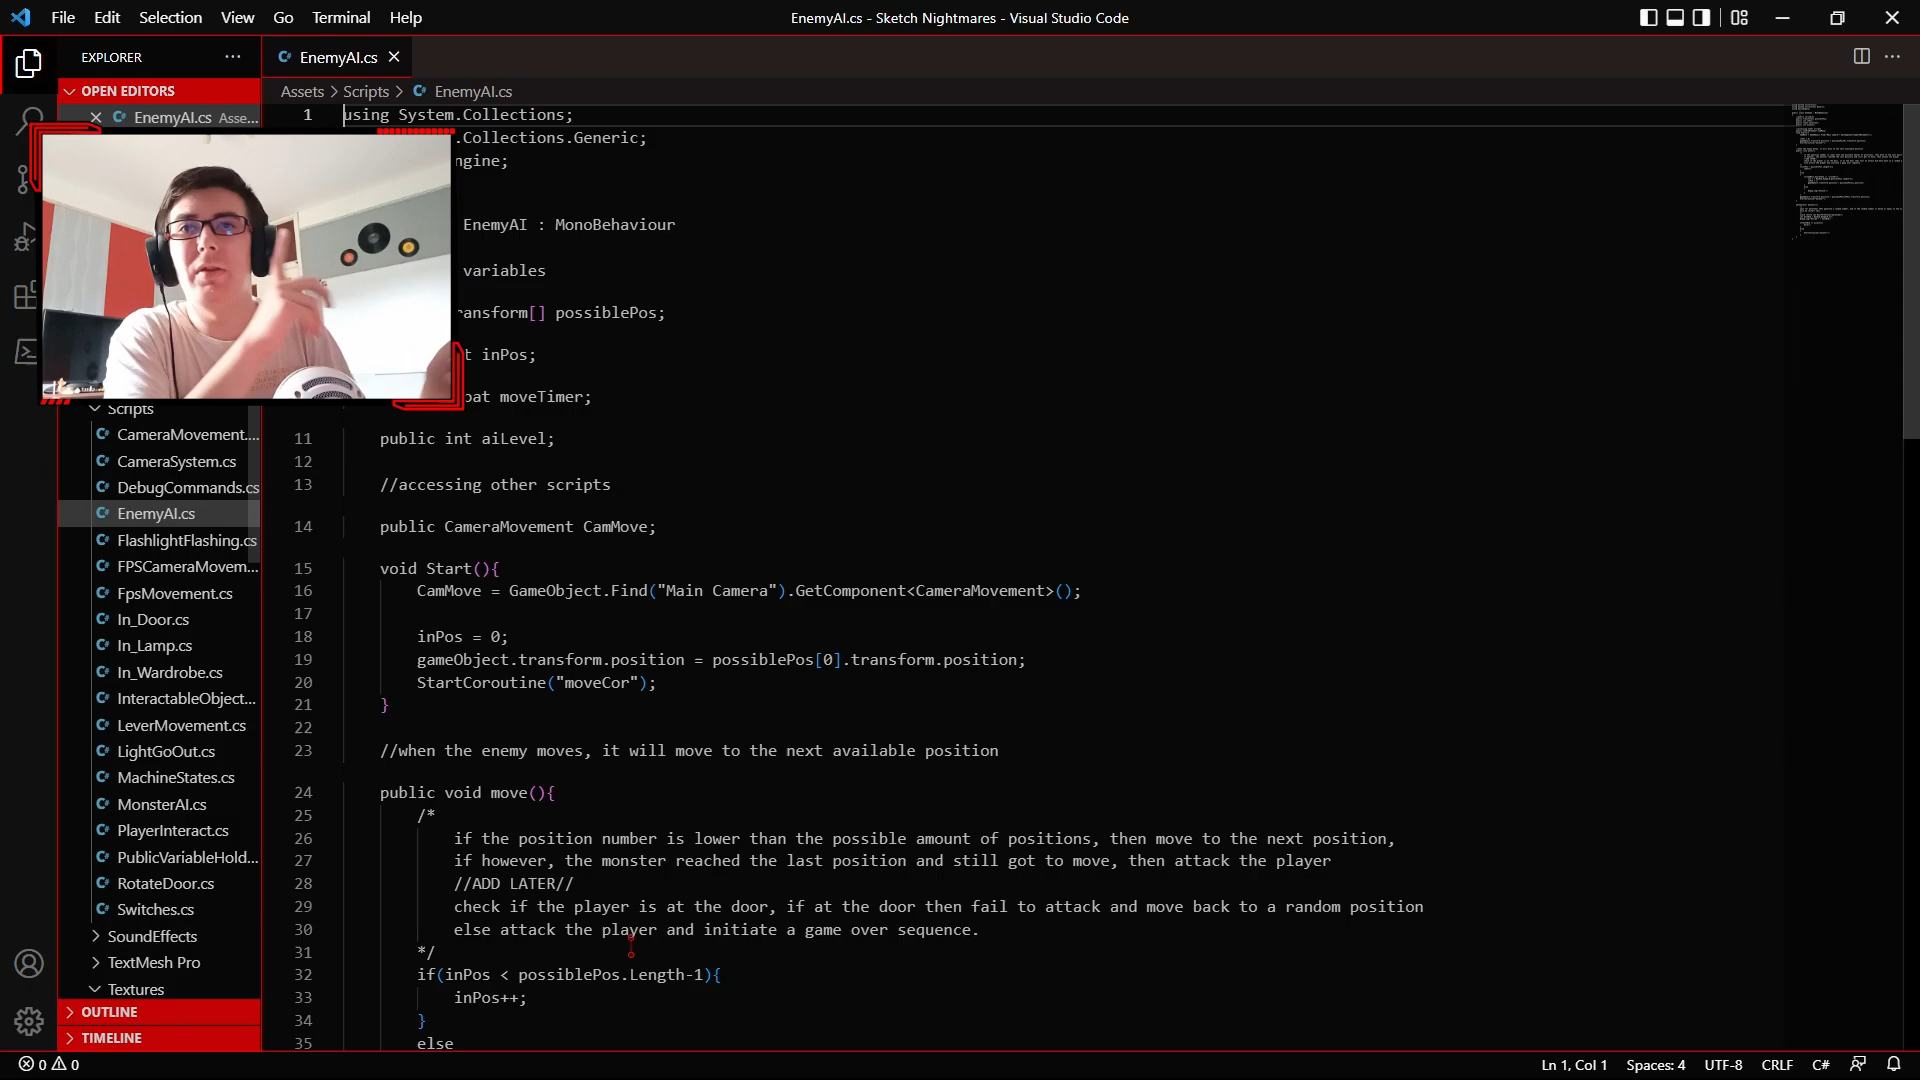 File Edit Selection View Go Terminal Help
EnemyAI.cs - Sketch Nightmares - Visual Studio Code
EXPLORER
OPEN EDITORS
EnemyAI.cs Asse...
Scripts
CameraMovement....
CameraSystem.cs
DebugCommands.cs
EnemyAI.cs
FlashlightFlashing.cs
FPSCameraMovem...
FpsMovement.cs
In_Door.cs
In_Lamp.cs
In_Wardrobe.cs
InteractableObject...
LeverMovement.cs
LightGoOut.cs
MachineStates.cs
MonsterAI.cs
PlayerInteract.cs
PublicVariableHold...
RotateDoor.cs
Switches.cs
SoundEffects
TextMesh Pro
Textures
OUTLINE
TIMELINE
EnemyAI.cs
Assets > Scripts > EnemyAI.cs
1 using System.Collections;
.Collections.Generic;
ngine;
EnemyAI : MonoBehaviour
variables
ansform[] possiblePos;
t inPos;
oat moveTimer;
11 public int aiLevel;
12
13 //accessing other scripts
14 public CameraMovement CamMove;
15 void Start(){
16 CamMove = GameObject.Find("Main Camera").GetComponent<CameraMovement>();
17
18 inPos = 0;
19 gameObject.transform.position = possiblePos[0].transform.position;
20 StartCoroutine("moveCor");
21 }
22
23 //when the enemy moves, it will move to the next available position
24 public void move(){
25 /*
26 if the position number is lower than the possible amount of positions, then move to the next position,
27 if however, the monster reached the last position and still got to move, then attack the player
28 //ADD LATER//
29 check if the player is at the door, if at the door then fail to attack and move back to a random position
30 else attack the player and initiate a game over sequence.
31 */
32 if(inPos < possiblePos.Length-1){
33 inPos++;
34 }
35 else
0 0
Ln 1, Col 1 Spaces: 4 UTF-8 CRLF C#